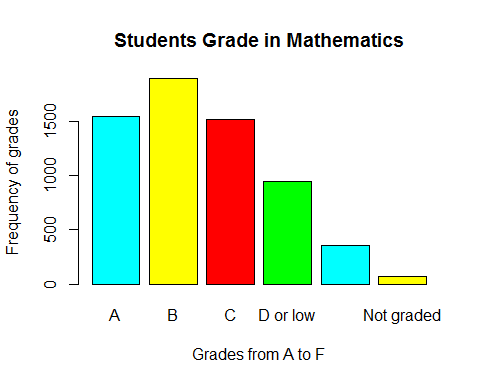 Students Grade in Mathematics
Frequency of grades
1500
1000
500
0
A B C D or low Not graded
Grades from A to F